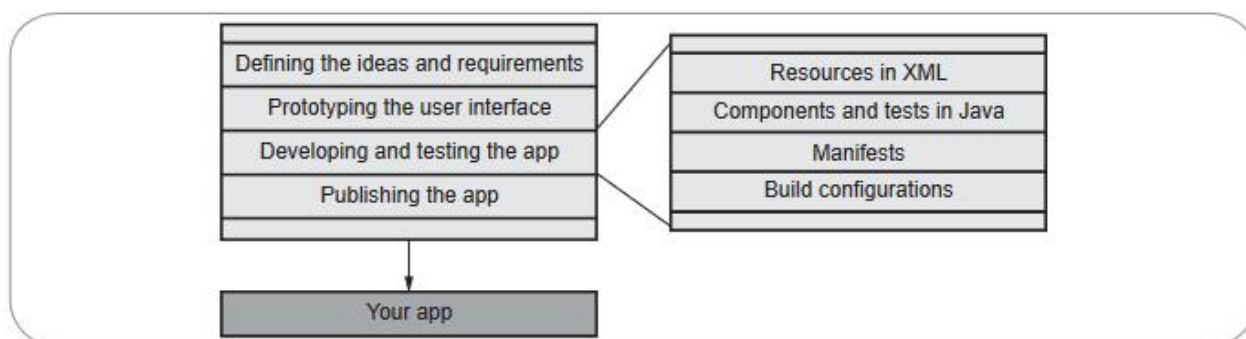 Defining the ideas and requirements
Prototyping the user interface
Developing and testing the app
Publishing the app
Your app
Resources in XML
Components and tests in Java
Manifests
Build configurations